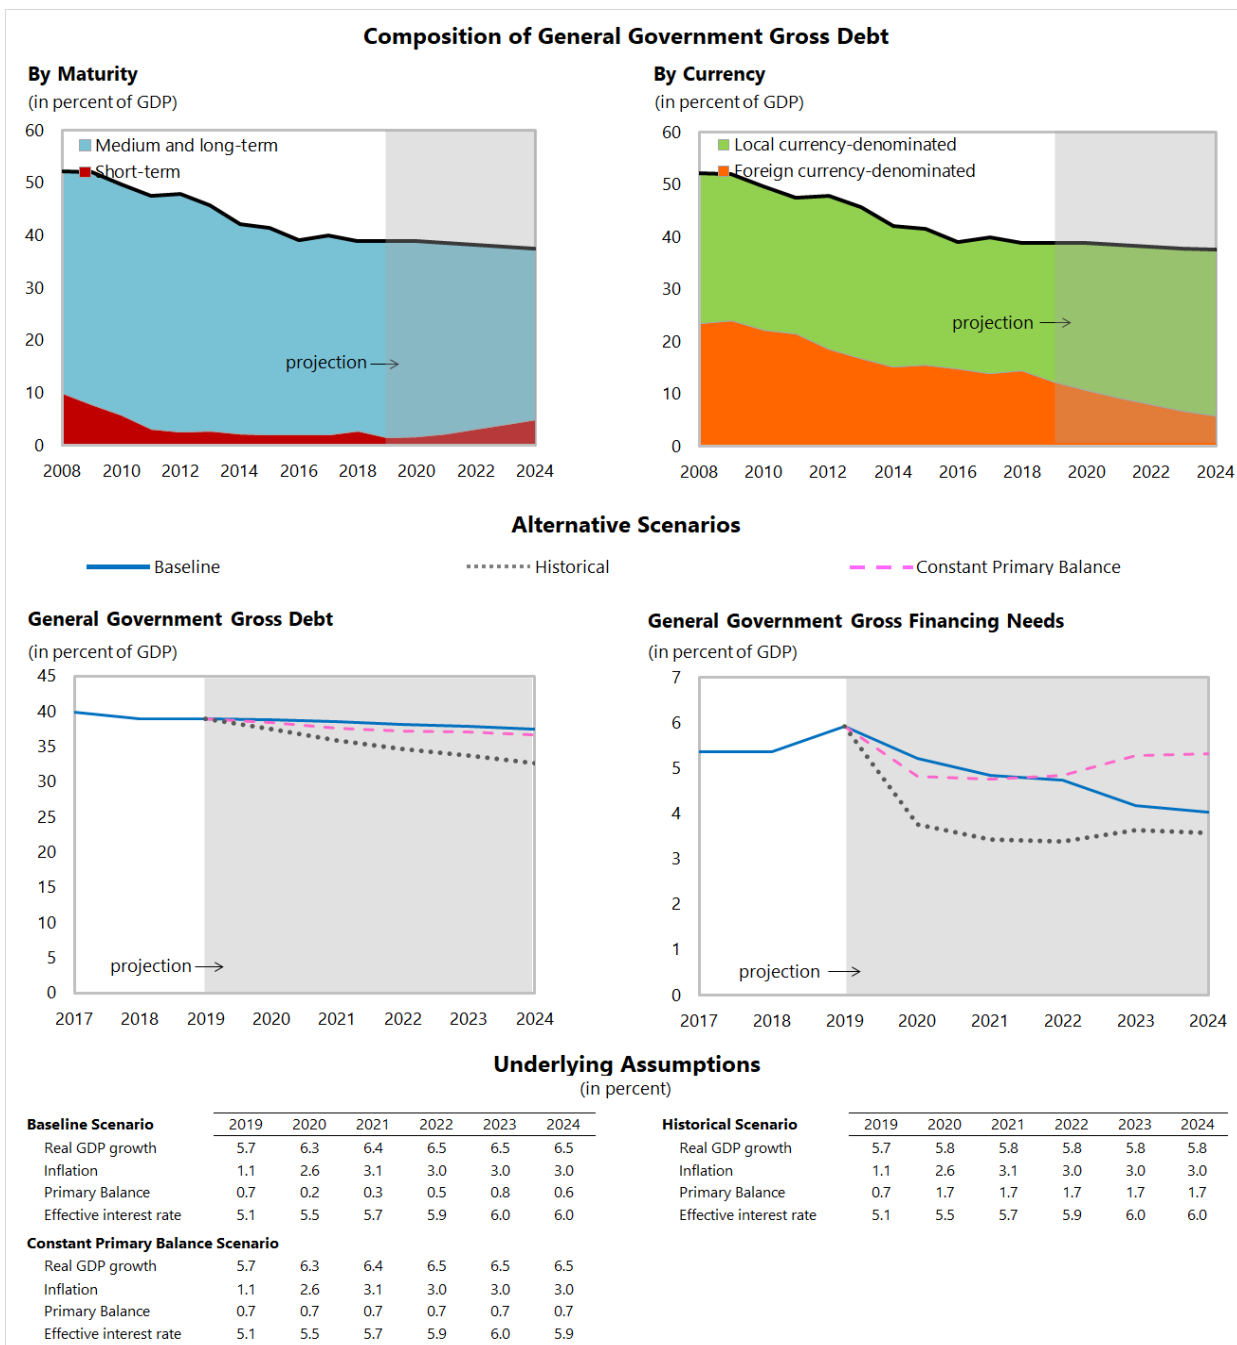 Composition of General Government Gross Debt
By Maturity
(in percent of GDP)
60
50
40
30
20
10
0
Medium and long-term
Short-term
projection
2008 2010 2012 2014 2016 2018 2020 2022 2024
By Currency
(in percent of GDP)
60
50
40
30
20
10
0
Local currency-denominated
Foreign currency-denominated
projection
2008 2010 2012 2014 2016 2018 2020 2022 2024
Alternative Scenarios
Baseline Historical Constant Primary Balance
General Government Gross Debt
(in percent of GDP)
45
40
35
30
25
20
15
10
5
0
projection
2017 2018 2019 2020 2021 2022 2023 2024
General Government Gross Financing Needs
(in percent of GDP)
7
6
5
4
3
2
1
0
projection
2017 2018 2019 2020 2021 2022 2023 2024
Underlying Assumptions
(in percent)
Baseline Scenario 2019 2020 2021 2022 2023 2024
Real GDP growth 5.7 6.3 6.4 6.5 6.5 6.5
Inflation 1.1 2.6 3.1 3.0 3.0 3.0
Primary Balance 0.7 0.2 0.3 0.5 0.8 0.6
Effective interest rate 5.1 5.5 5.7 5.9 6.0 6.0
Constant Primary Balance Scenario
Real GDP growth 5.7 6.3 6.4 6.5 6.5 6.5
Inflation 1.1 2.6 3.1 3.0 3.0 3.0
Primary Balance 0.7 0.7 0.7 0.7 0.7 0.7
Effective interest rate 5.1 5.5 5.7 5.9 6.0 5.9
Historical Scenario 2019 2020 2021 2022 2023 2024
Real GDP growth 5.7 5.8 5.8 5.8 5.8 5.8
Inflation 1.1 2.6 3.1 3.0 3.0 3.0
Primary Balance 0.7 1.7 1.7 1.7 1.7 1.7
Effective interest rate 5.1 5.5 5.7 5.9 6.0 6.0